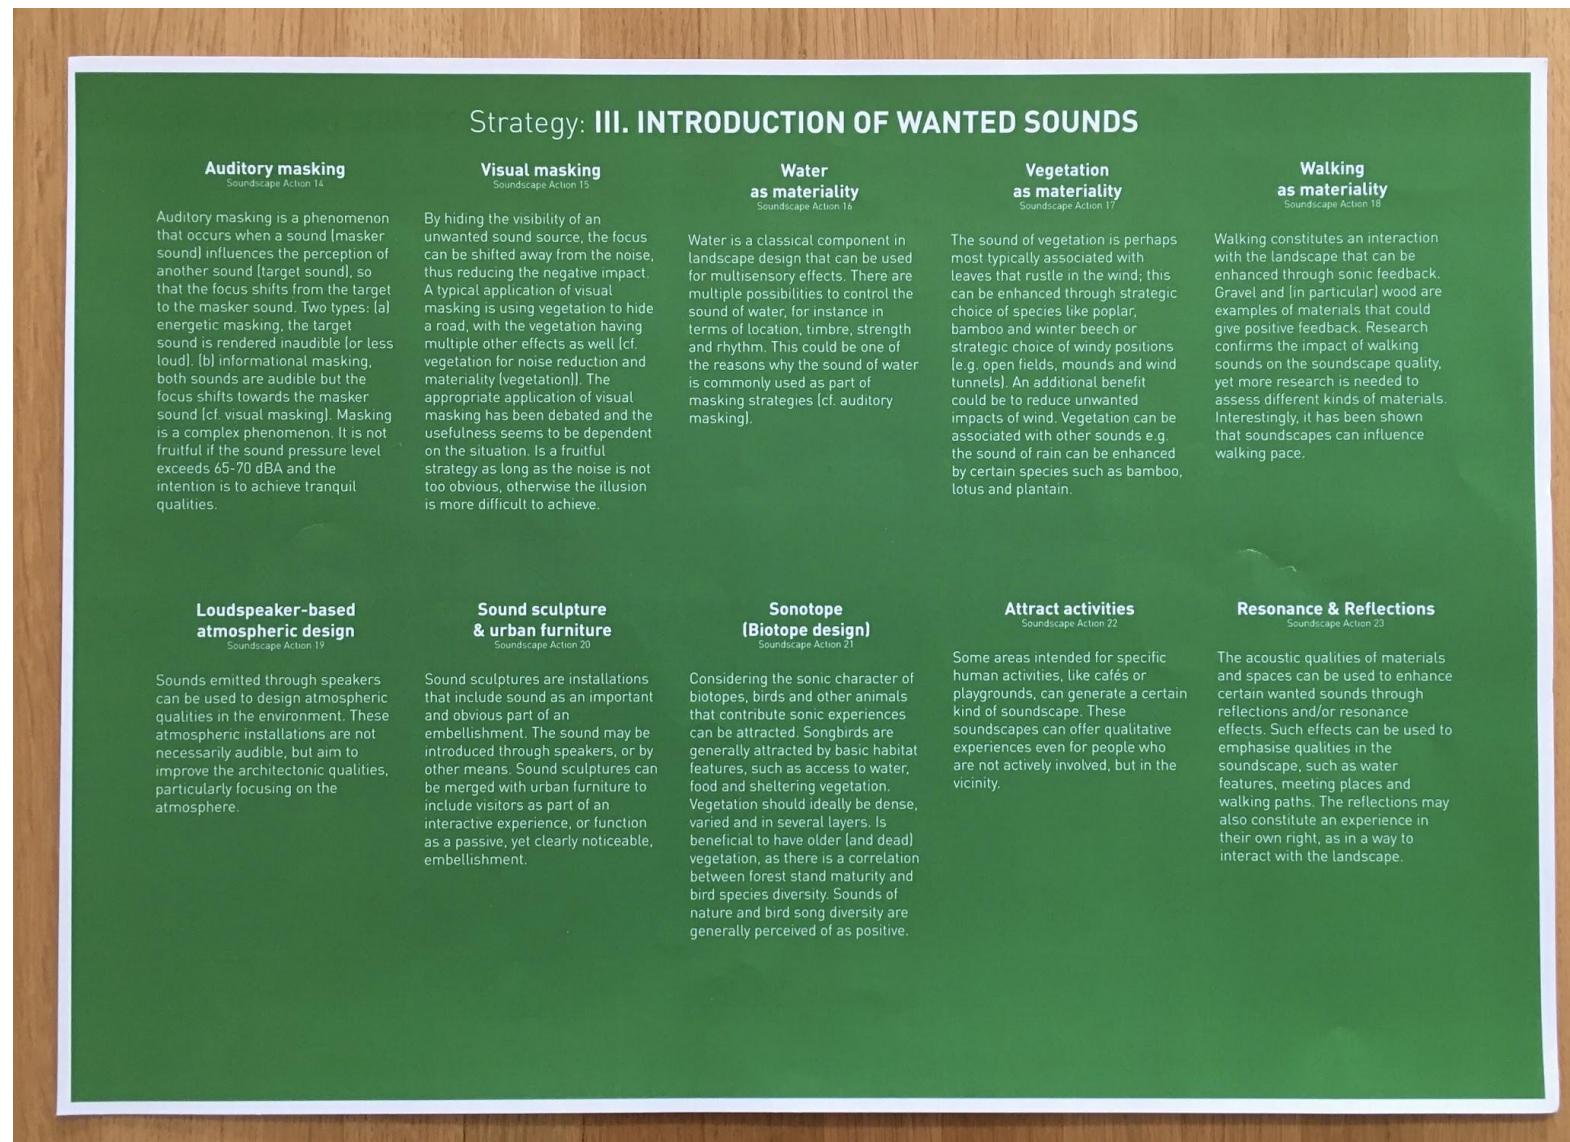 Strategy: III. INTRODUCTION OF WANTED SOUNDS
Auditory masking
Soundscape Action 14
Auditory masking is a phenomenon
that occurs when a sound (masker
sound) influences the perception of
another sound (target sound), so
that the focus shifts from the target
to the masker sound. Two types: (a)
energetic masking, the target
sound is rendered inaudible (or less
loud). (b) informational masking,
both sounds are audible but the
focus shifts towards the masker
sound (cf. visual masking). Masking
is a complex phenomenon. It is not
fruitful if the sound pressure level
exceeds 65-70 dBA and the
intention is to achieve tranquil
qualities.
Visual masking
Soundscape Action 15
By hiding the visibility of an
unwanted sound source, the focus
can be shifted away from the noise,
thus reducing the negative impact.
A typical application of visual
masking is using vegetation to hide
a road, with the vegetation having
multiple other effects as well (cf.
vegetation for noise reduction and
materiality (vegetation)). The
appropriate application of visual
masking has been debated and the
usefulness seems to be dependent
on the situation. Is a fruitful
strategy as long as the noise is not
too obvious, otherwise the illusion
is more difficult to achieve.
Water
as materiality
Soundscape Action 16
Water is a classical component in
landscape design that can be used
for multisensory effects. There are
multiple possibilities to control the
sound of water, for instance in
terms of location, timbre, strength
and rhythm. This could be one of
the reasons why the sound of water
is commonly used as part of
masking strategies (cf. auditory
masking).
Vegetation
as materiality
Soundscape Action 17
The sound of vegetation is perhaps
most typically associated with
leaves that rustle in the wind; this
can be enhanced through strategic
choice of species like poplar,
bamboo and winter beech or
strategic choice of windy positions
(e.g. open fields, mounds and wind
tunnels). An additional benefit
could be to reduce unwanted
impacts of wind. Vegetation can be
associated with other sounds e.g.
the sound of rain can be enhanced
by certain species such as bamboo,
lotus and plantain.
Walking
as materiality
Soundscape Action 18
Walking constitutes an interaction
with the landscape that can be
enhanced through sonic feedback.
Gravel and (in particular) wood are
examples of materials that could
give positive feedback. Research
confirms the impact of walking
sounds on the soundscape quality,
yet more research is needed to
assess different kinds of materials.
Interestingly, it has been shown
that soundscapes can influence
walking pace.
Loudspeaker-based
atmospheric design
Soundscape Action 19
Sounds emitted through speakers
can be used to design atmospheric
qualities in the environment. These
atmospheric installations are not
necessarily audible, but aim to
improve the architectonic qualities,
particularly focusing on the
atmosphere.
Sound sculpture
& urban furniture
Soundscape Action 20
Sound sculptures are installations
that include sound as an important
and obvious part of an
embellishment. The sound may be
introduced through speakers, or by
other means. Sound sculptures can
be merged with urban furniture to
include visitors as part of an
interactive experience, or function
as a passive, yet clearly noticeable,
embellishment.
Sonotope
(Biotope design)
Soundscape Action 21
Considering the sonic character of
biotopes, birds and other animals
that contribute sonic experiences
can be attracted. Songbirds are
generally attracted by basic habitat
features, such as access to water,
food and sheltering vegetation.
Vegetation should ideally be dense,
varied and in several layers. Is
beneficial to have older (and dead)
vegetation, as there is a correlation
between forest stand maturity and
bird species diversity. Sounds of
nature and bird song diversity are
generally perceived of as positive.
Attract activities
Soundscape Action 22
Some areas intended for specific
human activities, like cafés or
playgrounds, can generate a certain
kind of soundscape. These
soundscapes can offer qualitative
experiences even for people who
are not actively involved, but in the
vicinity.
Resonance & Reflections
Soundscape Action 23
The acoustic qualities of materials
and spaces can be used to enhance
certain wanted sounds through
reflections and/or resonance
effects. Such effects can be used to
emphasise qualities in the
soundscape, such as water
features, meeting places and
walking paths. The reflections may
also constitute an experience in
their own right, as in a way to
interact with the landscape.